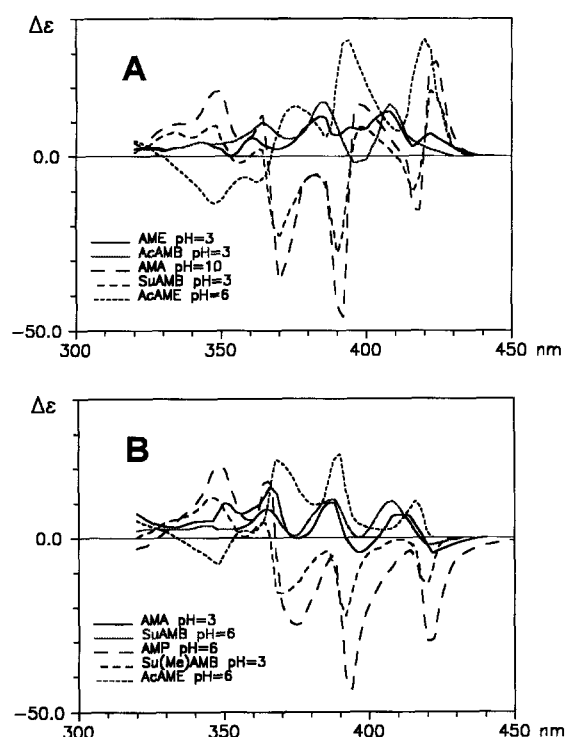 Δε
A
0.0
AME pH=3
AcAMB pH=3
AMA pH=10
SuAMB pH=3
AcAME pH=6
-50.0
300 350 400 450 nm
Δε
B
0.0
AMA pH=3
SuAMB pH=6
AMP pH=6
Su(Me)AMB pH=3
AcAME pH=6
-50.0
300 350 400 450
nm